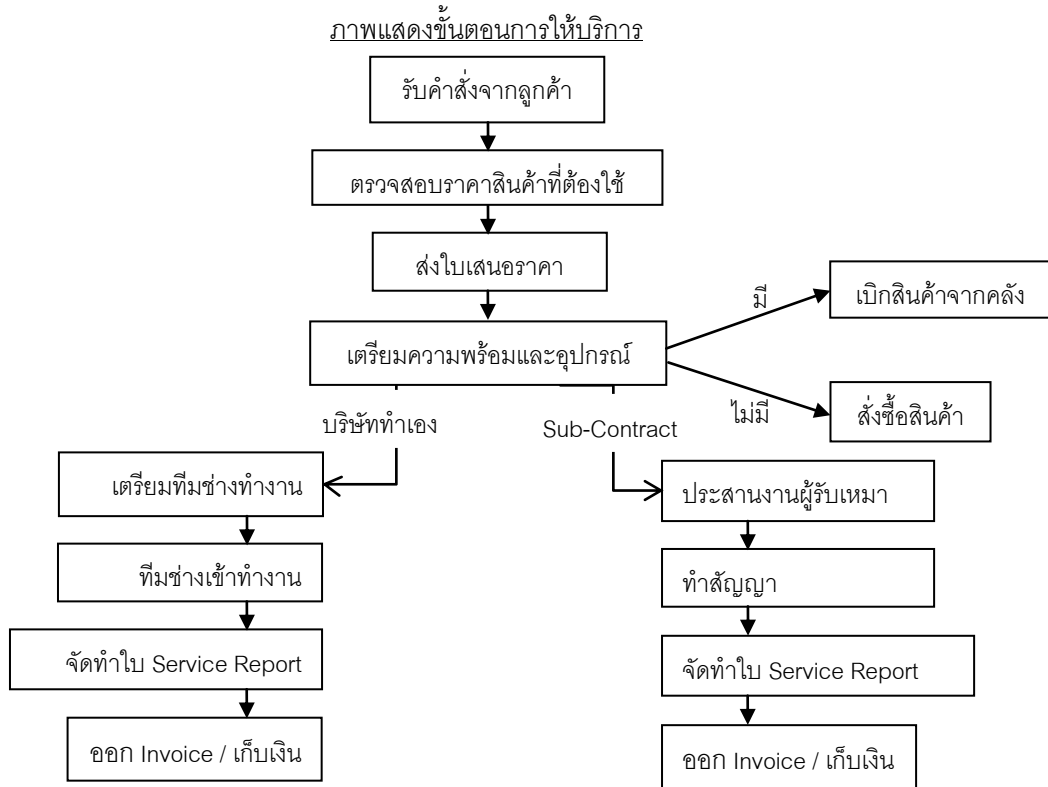 ภาพแสดงขั้นตอนการให้บริการ
รับคำสั่งจากลูกค้า
ตรวจสอบราคาสินค้าที่ต้องใช้
ส่งใบเสนอราคา
มี
เบิกสินค้าจากคลัง
เตรียมความพร้อมและอุปกรณ์
ไม่มี
สั่งซื้อสินค้า
บริษัททำเอง
Sub-Contract
เตรียมทีมช่างทำงาน
ประสานงานผู้รับเหมา
ทีมช่างเข้าทำงาน
ทำสัญญา
จัดทำใบ Service Report
จัดทำใบ Service Report
ออก Invoice / เก็บเงิน
ออก Invoice / เก็บเงิน